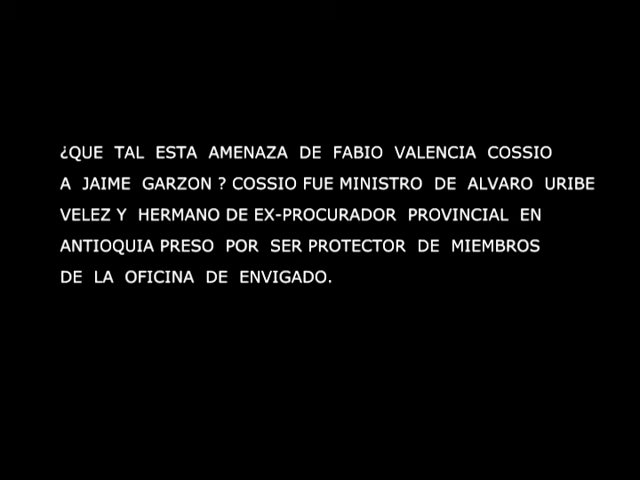 ¿QUE TAL ESTA AMENAZA DE FABIO VALENCIA COSSIO
A JAIME GARZON ? COSSIO FUE MINISTRO DE ALVARO URIBE
VELEZ Y HERMANO DE EX-PROCURADOR PROVINCIAL EN
ANTIOQUIA PRESO POR SER PROTECTOR DE MIEMBROS
DE LA OFICINA DE ENVIGADO.